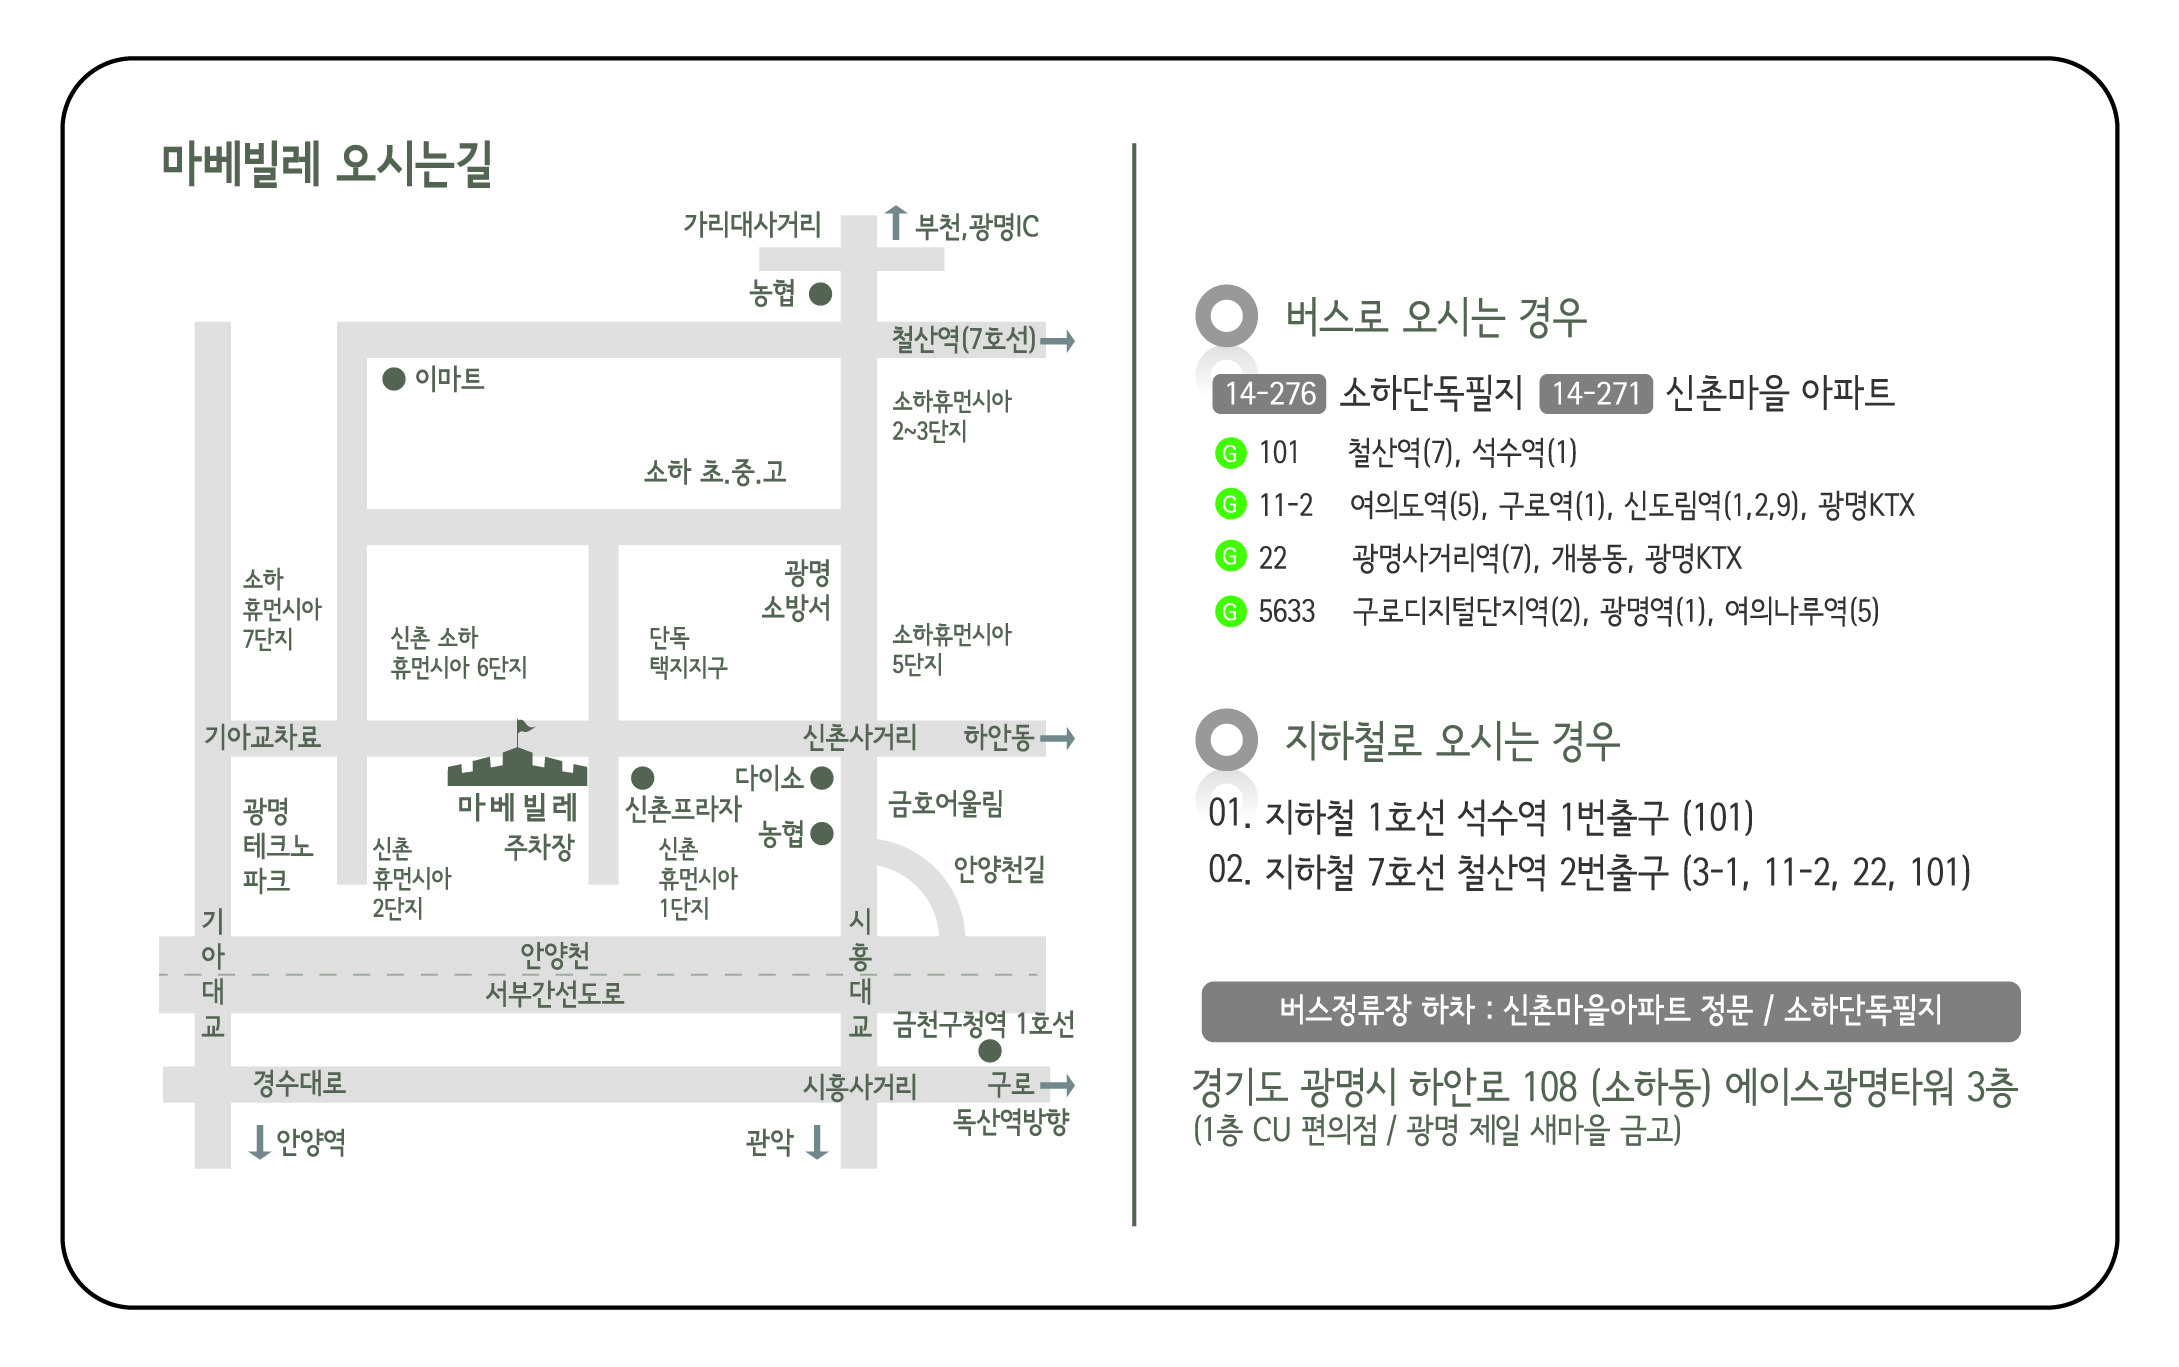 마베빌레 오시는길
가리대사거리
부천,광명IC
농협
철산역(7호선)
이마트
소하휴먼시아
2~3단지
소하 초.중.고
광명
소방서
소하
휴먼시아
7단지
신촌 소하
휴먼시아 6단지
단독
택지지구
소하휴먼시아
5단지
기아교차료
신촌사거리
하안동
마베빌레
주차장
신촌프라자
다이소
농협
금호어울림
광명
테크노
파크
신촌
휴먼시아
2단지
신촌
휴먼시아
1단지
안양천길
기아대교
시흥대교
안양천
서부간선도로
금천구청역 1호선
경수대로
시흥사거리
구로
독산역방향
안양역
관악
버스로 오시는 경우
14-276 소하단독필지 14-271 신촌마을 아파트
G 101 철산역(7), 석수역(1)
G 11-2 여의도역(5), 구로역(1), 신도림역(1,2,9), 광명KTX
G 22 광명사거리역(7), 개봉동, 광명KTX
G 5633 구로디지털단지역(2), 광명역(1), 여의나루역(5)
지하철로 오시는 경우
01. 지하철 1호선 석수역 1번출구 (101)
02. 지하철 7호선 철산역 2번출구 (3-1, 11-2, 22, 101)
버스정류장 하차 : 신촌마을아파트 정문 / 소하단독필지
경기도 광명시 하안로 108 (소하동) 에이스광명타워 3층
(1층 CU 편의점 / 광명 제일 새마을 금고)